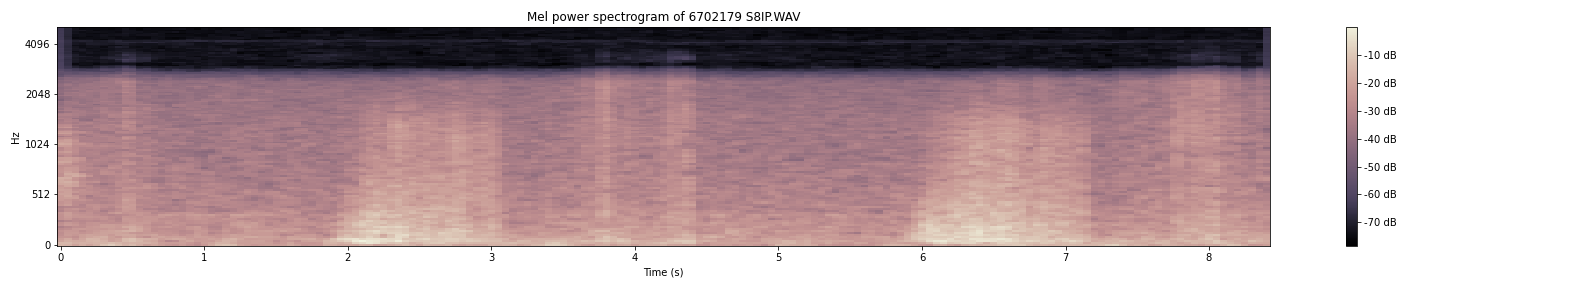 Mel power spectrogram of 6702179 S8IP.WAV
4096
2048
1024
512
0
Hz
0 1 2 3 4 5 6 7 8
Time (s)
-10 dB
-20 dB
-30 dB
-40 dB
-50 dB
-60 dB
-70 dB